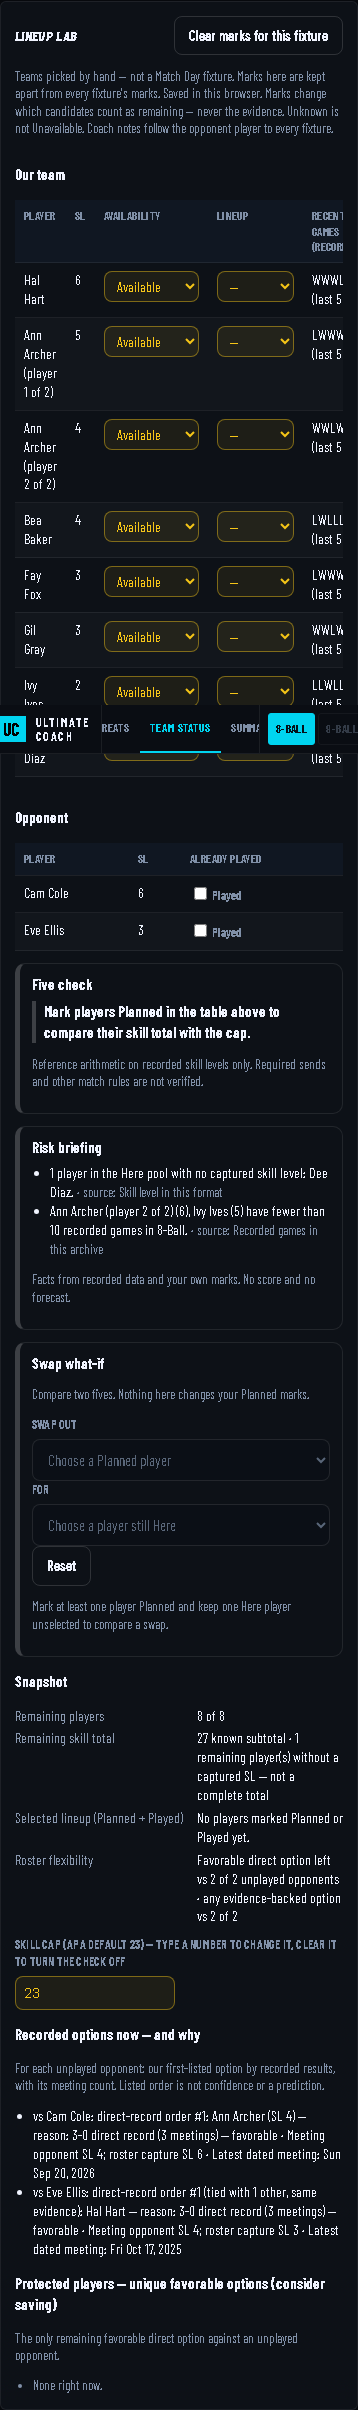 LINEUP LAB
Clear marks for this fixture
Teams picked by hand — not a Match Day fixture. Marks here are kept
apart from every fixture's marks. Saved in this browser. Marks change
which candidates count as remaining — never the evidence. Unknown is
not Unavailable. Coach notes follow the opponent player to every fixture.
Our team
PLAYER SL AVAILABILITY LINEUP RECENT
GAMES
Hal
Hart
6 Available — WWWL
(last 5
Ann
Archer
(player
1 of 2)
5 Available — LWWW
(last 5
Ann
Archer
(player
2 of 2)
4 Available — WWLW
(last 5
Bea
Baker
4 Available — LWLLL
(last 5
Fay
Fox
3 Available — LWWW
(last 5
Gil
Gray
3 Available — WWLW
(last 5
Ivy
2 Available — LLWLL
UC ULTIMATE
COACH
REATS TEAM STATUS SUMMA 8-BALL 9-BALL
Diaz
(last 5
Opponent
PLAYER SL ALREADY PLAYED
Cam Cole 6 Played
Eve Ellis 3 Played
Five check
Mark players Planned in the table above to
compare their skill total with the cap.
Reference arithmetic on recorded skill levels only. Required sends
and other match rules are not verified.
Risk briefing
• 1 player in the Here pool with no captured skill level: Dee
Diaz. · source: Skill level in this format
• Ann Archer (player 2 of 2) (6), Ivy Ives (5) have fewer than
10 recorded games in 8-Ball. · source: Recorded games in
this archive
Facts from recorded data and your own marks. No score and no
forecast.
Swap what-if
Compare two fives. Nothing here changes your Planned marks.
SWAP OUT
Choose a Planned player
FOR
Choose a player still Here
Reset
Mark at least one player Planned and keep one Here player
unselected to compare a swap.
Snapshot
Remaining players 8 of 8
Remaining skill total 27 known subtotal · 1
remaining player(s) without a
captured SL — not a
complete total
Selected lineup (Planned + Played) No players marked Planned or
Played yet.
Roster flexibility Favorable direct option left
vs 2 of 2 unplayed opponents
· any evidence-backed option
vs 2 of 2
SKILL CAP (APA DEFAULT 23) — TYPE A NUMBER TO CHANGE IT, CLEAR IT
TO TURN THE CHECK OFF
23
Recorded options now — and why
For each unplayed opponent: our first-listed option by recorded results,
with its meeting count. Listed order is not confidence or a prediction.
• vs Cam Cole: direct-record order #1: Ann Archer (SL 4) —
reason: 3-0 direct record (3 meetings) — favorable · Meeting
opponent SL 4; roster capture SL 6 · Latest dated meeting: Sun
Sep 20, 2026
• vs Eve Ellis: direct-record order #1 (tied with 1 other, same
evidence): Hal Hart — reason: 3-0 direct record (3 meetings) —
favorable · Meeting opponent SL 4; roster capture SL 3 · Latest
dated meeting: Fri Oct 17, 2025
Protected players — unique favorable options (consider
saving)
The only remaining favorable direct option against an unplayed
opponent.
• None right now.